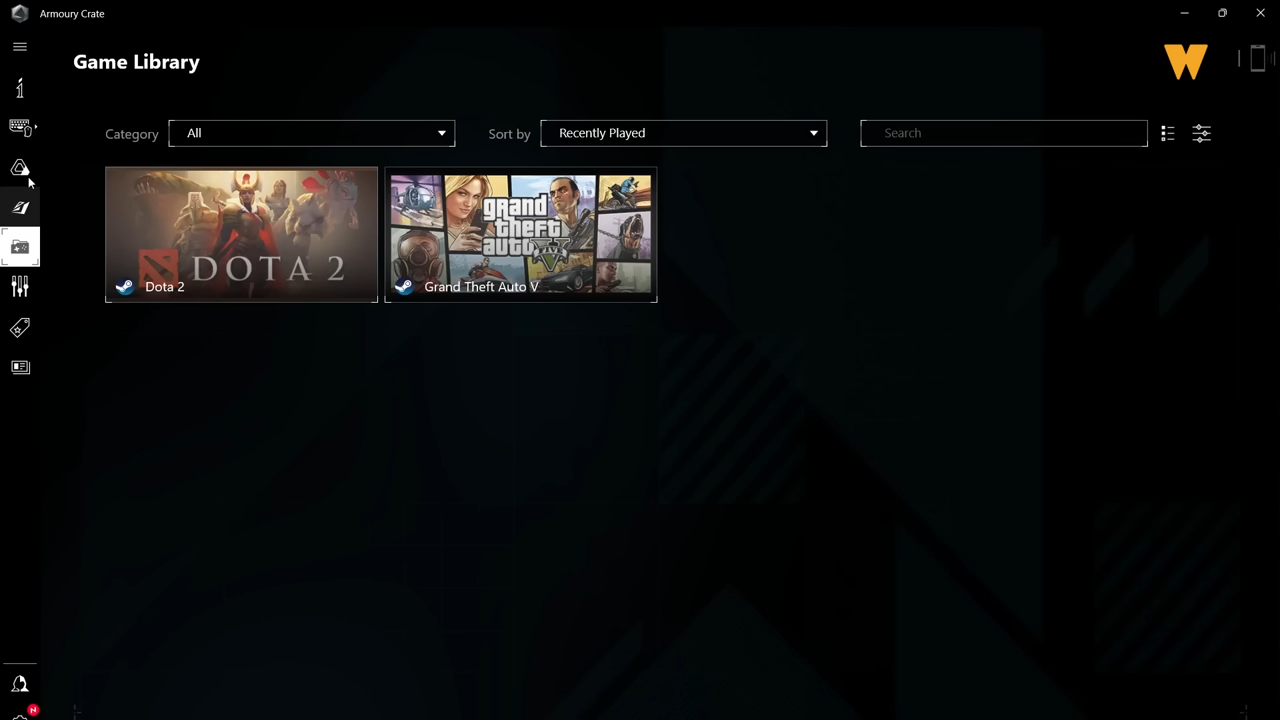 Armoury Crate
Game Library
W
Category
All
Sort by
Recently Played
Search
DOTA 2
Dota 2
grand
theft
auto
V
FIVE
Grand Theft Auto V
N